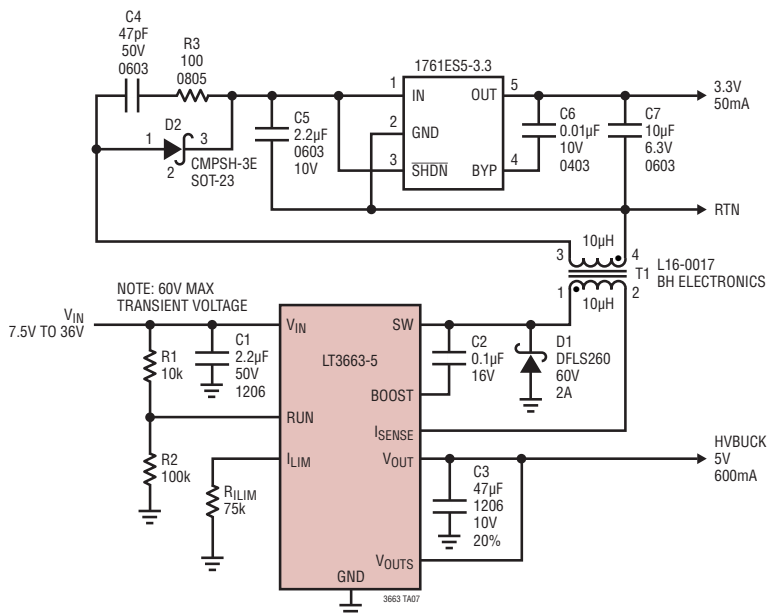 C4
47pF
50V
0603
R3
100
0805
D2
1
3
2
CMPSH-3E
SOT-23
C5
2.2µF
0603
10V
1761ES5-3.3
1
IN
OUT
5
2
GND
3
SHDN
BYP
4
C6
0.01µF
10V
0403
C7
10µF
6.3V
0603
3.3V
50mA
RTN
3
10µH
4
T1
L16-0017
BH ELECTRONICS
1
10µH
2
NOTE: 60V MAX
TRANSIENT VOLTAGE
VIN
7.5V TO 36V
R1
10k
C1
2.2µF
50V
1206
R2
100k
RILIM
75k
VIN
SW
LT3663-5
BOOST
RUN
ISENSE
ILIM
VOUT
VOUTS
GND
C2
0.1µF
16V
D1
DFLS260
60V
2A
C3
47µF
1206
10V
20%
HVBUCK
5V
600mA
3663 TA07